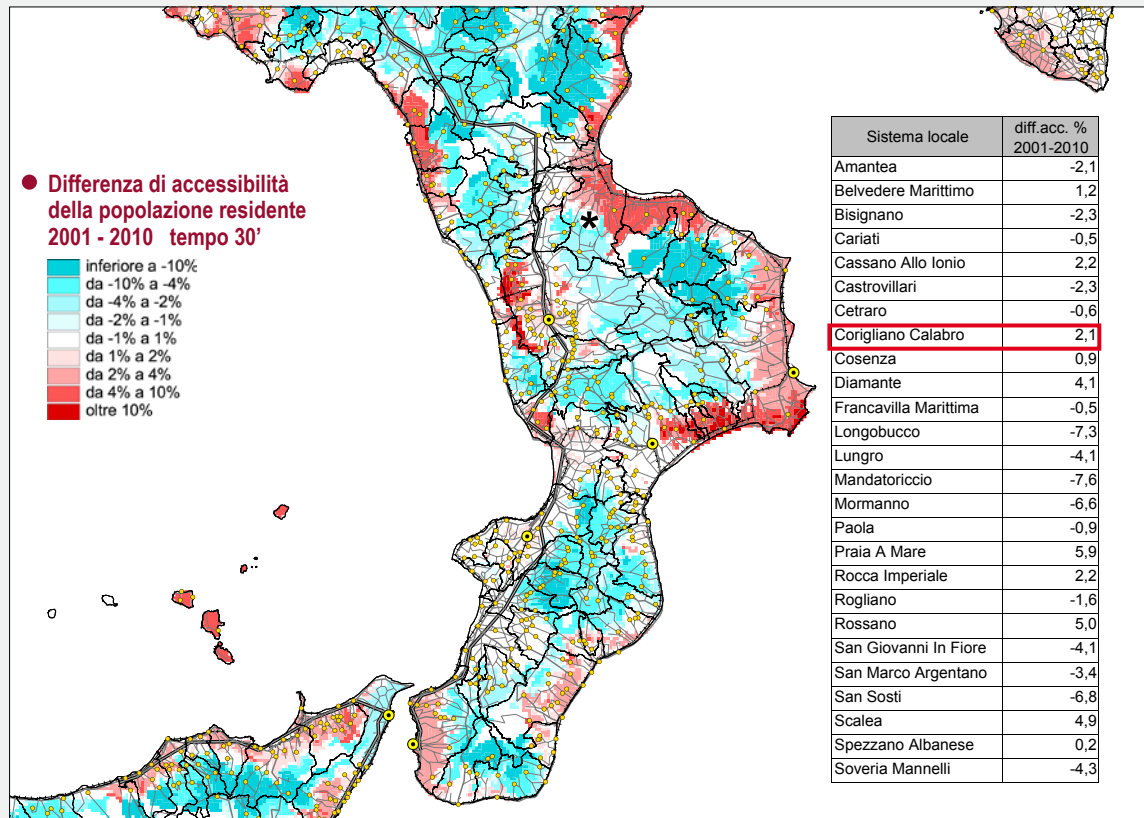 Differenza di accessibilità
della popolazione residente
2001 - 2010 tempo 30'
inferiore a -10%
da -10% a -4%
da -4% a -2%
da -2% a -1%
da -1% a 1%
da 1% a 2%
da 2% a 4%
da 4% a 10%
oltre 10%
*
Sistema locale diff.acc. % 2001-2010
Amantea -2,1
Belvedere Marittimo 1,2
Bisignano -2,3
Cariati -0,5
Cassano Allo Ionio 2,2
Castrovillari -2,3
Cetraro -0,6
Corigliano Calabro 2,1
Cosenza 0,9
Diamante 4,1
Francavilla Marittima -0,5
Longobucco -7,3
Lungro -4,1
Mandatoriccio -7,6
Mormanno -6,6
Paola -0,9
Praia A Mare 5,9
Rocca Imperiale 2,2
Rogliano -1,6
Rossano 5,0
San Giovanni In Fiore -4,1
San Marco Argentano -3,4
San Sosti -6,8
Scalea 4,9
Spezzano Albanese 0,2
Soveria Mannelli -4,3